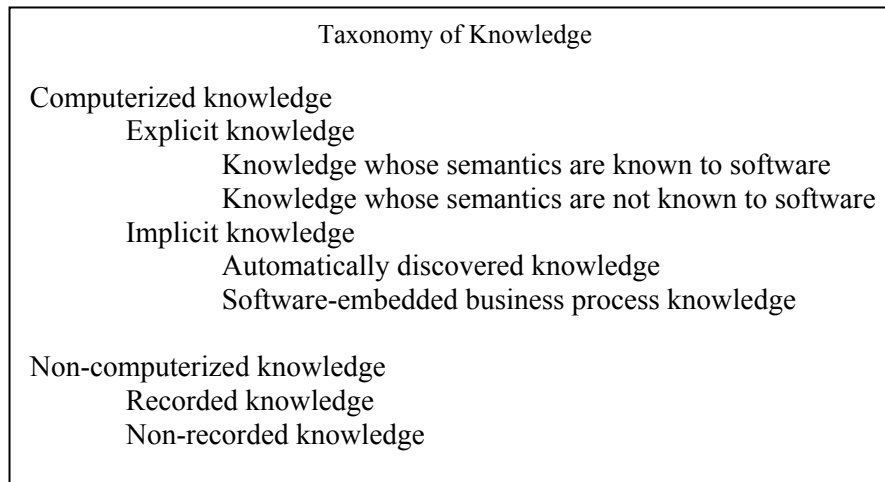 Taxonomy of Knowledge
Computerized knowledge
Explicit knowledge
Knowledge whose semantics are known to software
Knowledge whose semantics are not known to software
Implicit knowledge
Automatically discovered knowledge
Software-embedded business process knowledge
Non-computerized knowledge
Recorded knowledge
Non-recorded knowledge